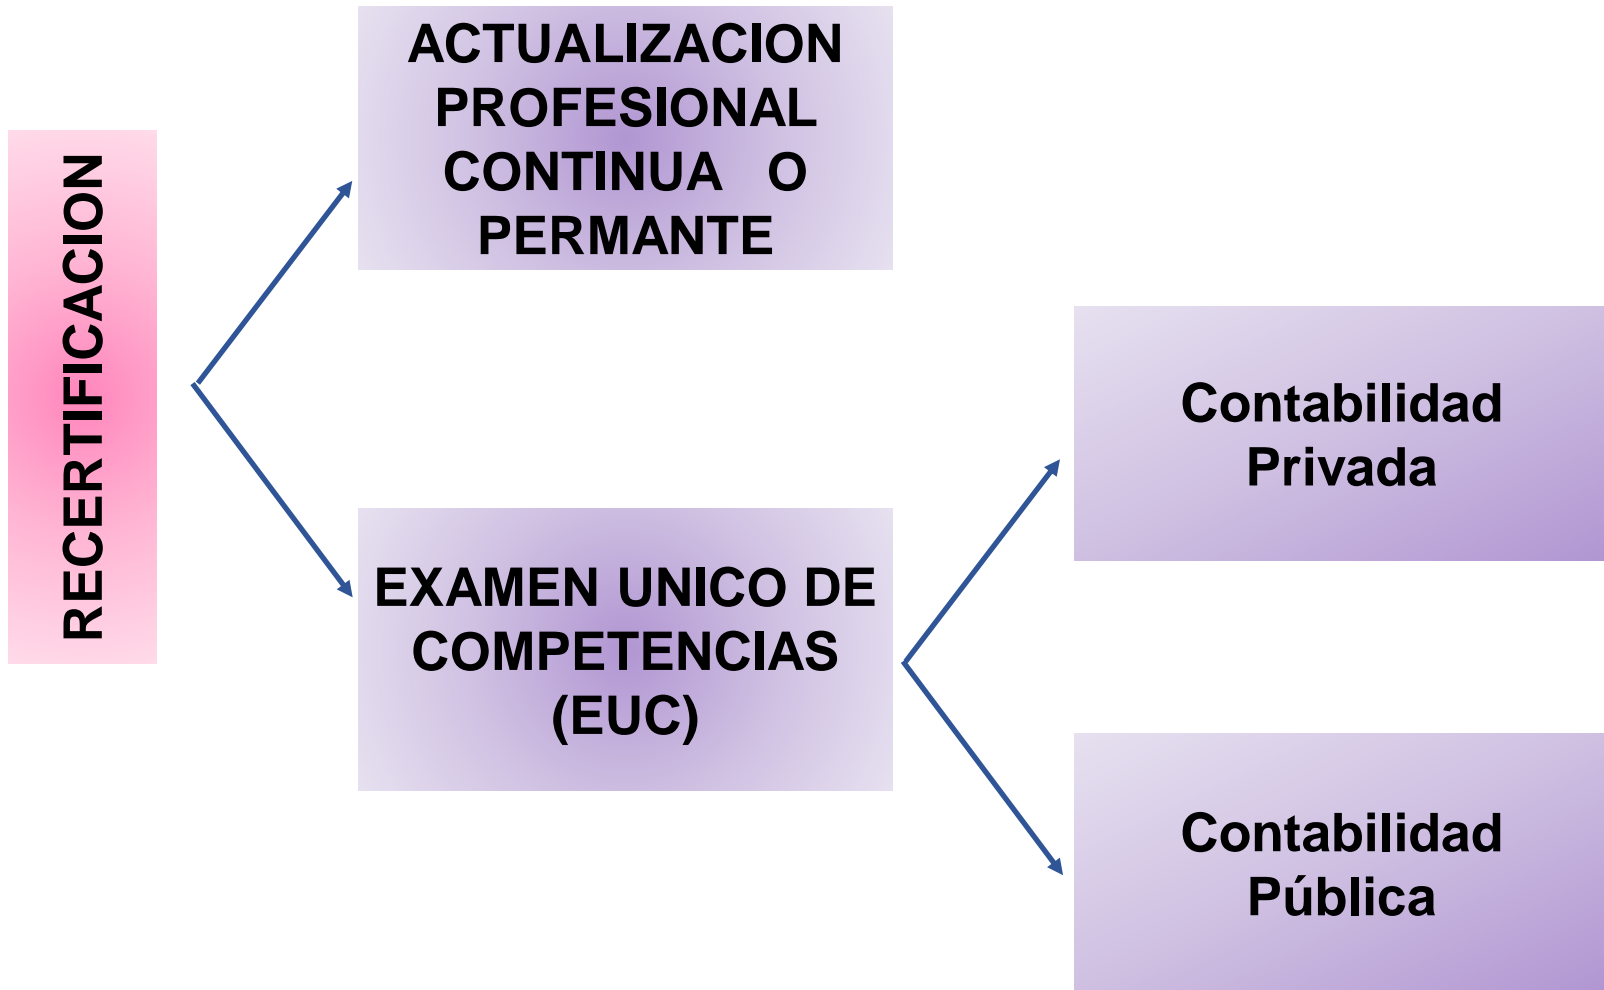 RECERTIFICACION
ACTUALIZACION
PROFESIONAL
CONTINUA O
PERMANTE
EXAMEN UNICO DE
COMPETENCIAS
(EUC)
Contabilidad
Privada
Contabilidad
Pública